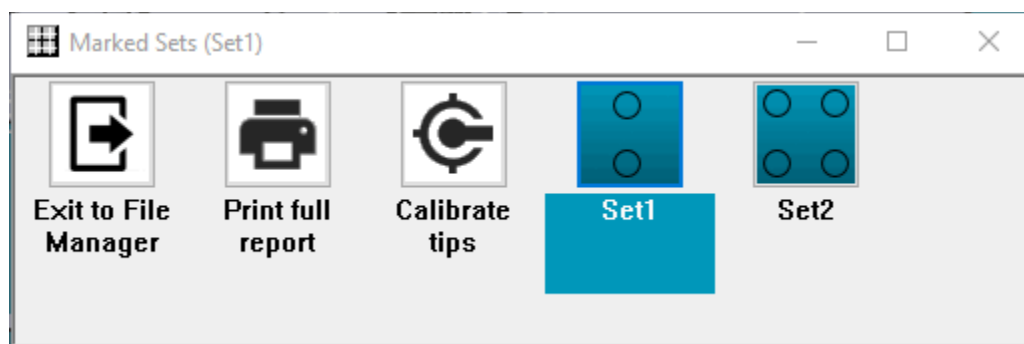 Marked Sets (Set1)
Exit to File
Manager
Print full
report
Calibrate
tips
Set1
Set2